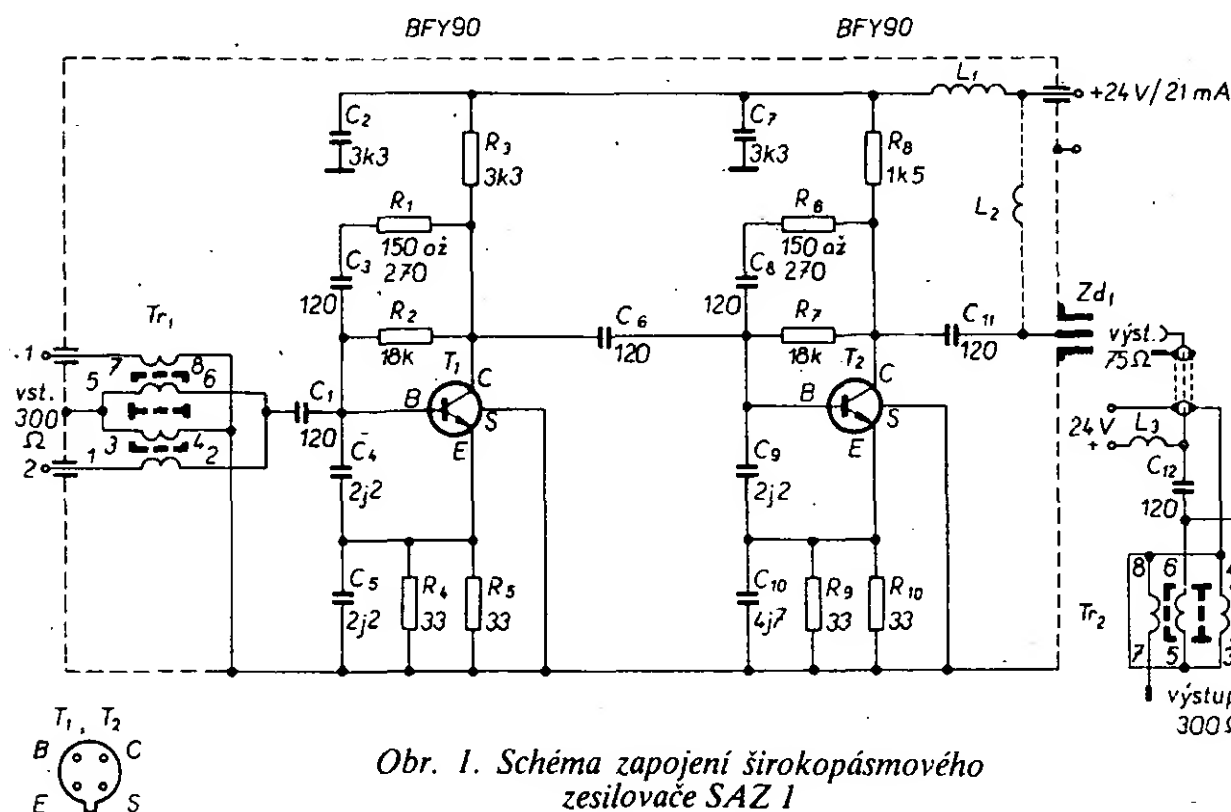 BFY90 BFY90
L1
+24 V/21 mA
C2
3k3
R3
3k3
C7
3k3
R8
1k5
L2
R1
150 až
270
C3
120
R6
150 až
270
C8
120
Zd1
Tr1
R2
18k
T1
C6
120
R7
18k
T2
C11
120
výst.
75Ω
1
7 8
5 6
vst.
300
Ω
3 4
2
1 2
C1
120
B
C
S
E
B
C
S
E
24 V
+
L3
C12
120
C4
2j2
C9
2j2
C5
2j2
R4
33
R5
33
C10
4j7
R9
33
R10
33
8 6 4
Tr2
7 5 3
výstup
300Ω
T1, T2
B C
E S
Obr. 1. Schéma zapojení širokopásmového
zesilovače SAZ 1